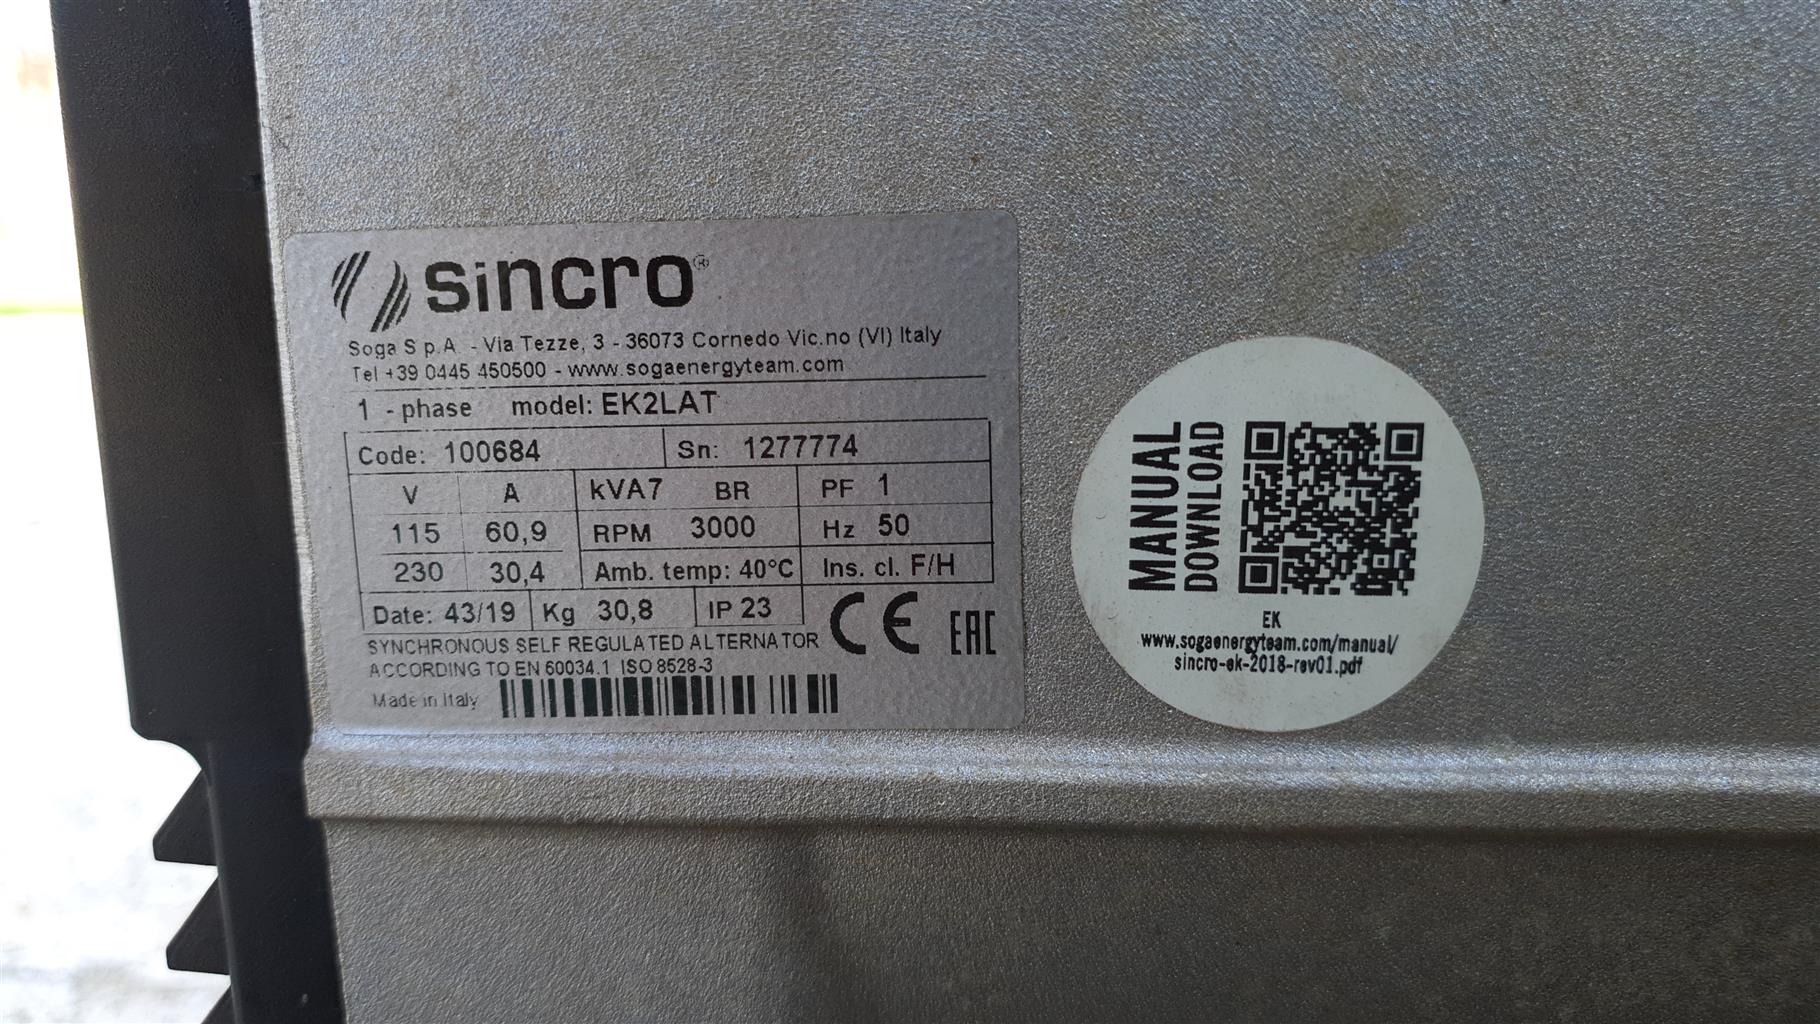 sincro®
Soga S.p.A. - Via Tezze, 3 - 36073 Cornedo Vic.no (VI) Italy
Tel +39 0445 450500 - www.sogaenergyteam.com
1 - phase model: EK2LAT
Code: 100684 Sn: 1277774
V A kVA7 BR PF 1
115 60,9 RPM 3000 Hz 50
230 30,4 Amb. temp: 40°C Ins. cl. F/H
Date: 43/19 Kg 30,8 IP 23
CE EAC
SYNCHRONOUS SELF REGULATED ALTERNATOR
ACCORDING TO EN 60034.1 ISO 8528-3
Made in Italy
MANUAL
DOWNLOAD
EK
www.sogaenergyteam.com/manual/
sincro-ek-2018-rev01.pdf